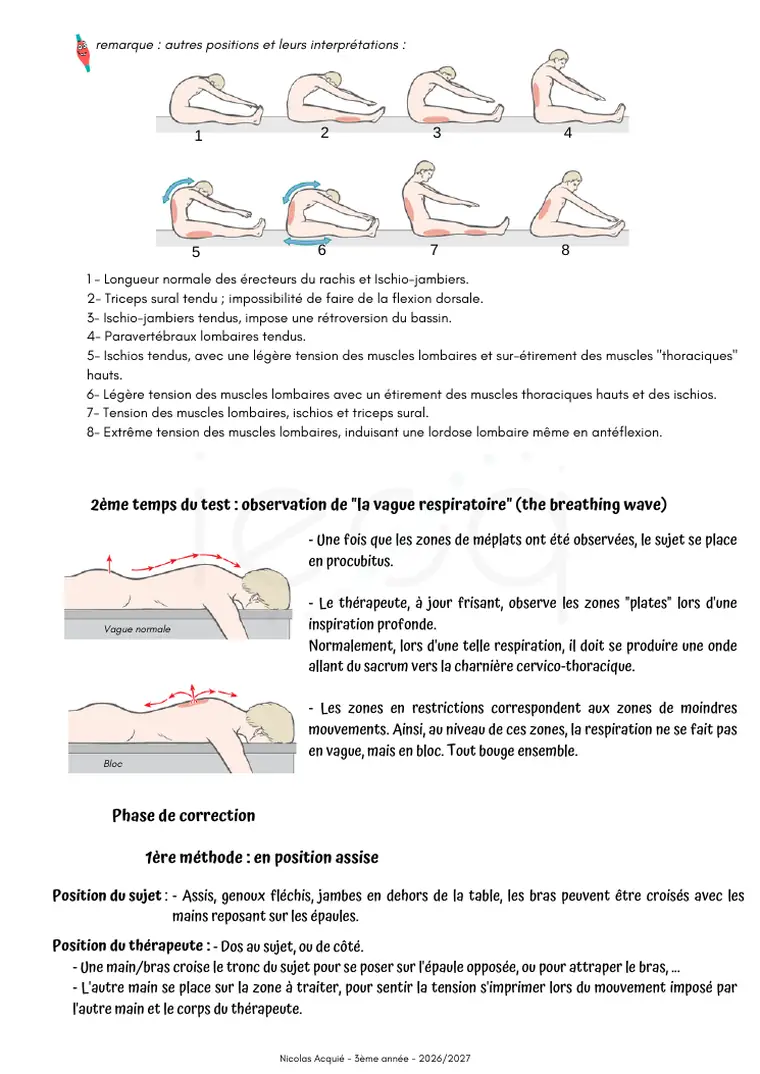 remarque : autres positions et leurs interprétations :
1 2 3 4
5 6 7 8
1 - Longueur normale des érecteurs du rachis et Ischio-jambiers.
2- Triceps sural tendu ; impossibilité de faire de la flexion dorsale.
3- Ischio-jambiers tendus, impose une rétroversion du bassin.
4- Paravertébraux lombaires tendus.
5- Ischios tendus, avec une légère tension des muscles lombaires et sur-étirement des muscles "thoraciques"
hauts.
6- Légère tension des muscles lombaires avec un étirement des muscles thoraciques hauts et des ischios.
7- Tension des muscles lombaires, ischios et triceps sural.
8- Extrême tension des muscles lombaires, induisant une lordose lombaire même en antéflexion.
2ème temps du test : observation de "la vague respiratoire" (the breathing wave)
- Une fois que les zones de méplats ont été observées, le sujet se place
en procubitus.
- Le thérapeute, à jour frisant, observe les zones "plates" lors d'une
inspiration profonde.
Normalement, lors d'une telle respiration, il doit se produire une onde
allant du sacrum vers la charnière cervico-thoracique.
Vague normale
- Les zones en restrictions correspondent aux zones de moindres
mouvements. Ainsi, au niveau de ces zones, la respiration ne se fait pas
en vague, mais en bloc. Tout bouge ensemble.
Bloc
Phase de correction
1ère méthode : en position assise
Position du sujet : - Assis, genoux fléchis, jambes en dehors de la table, les bras peuvent être croisés avec les
mains reposant sur les épaules.
Position du thérapeute : - Dos au sujet, ou de côté.
- Une main/bras croise le tronc du sujet pour se poser sur l'épaule opposée, ou pour attraper le bras, ...
- L'autre main se place sur la zone à traiter, pour sentir la tension s'imprimer lors du mouvement imposé par
l'autre main et le corps du thérapeute.
Nicolas Acquié - 3ème année - 2026/2027